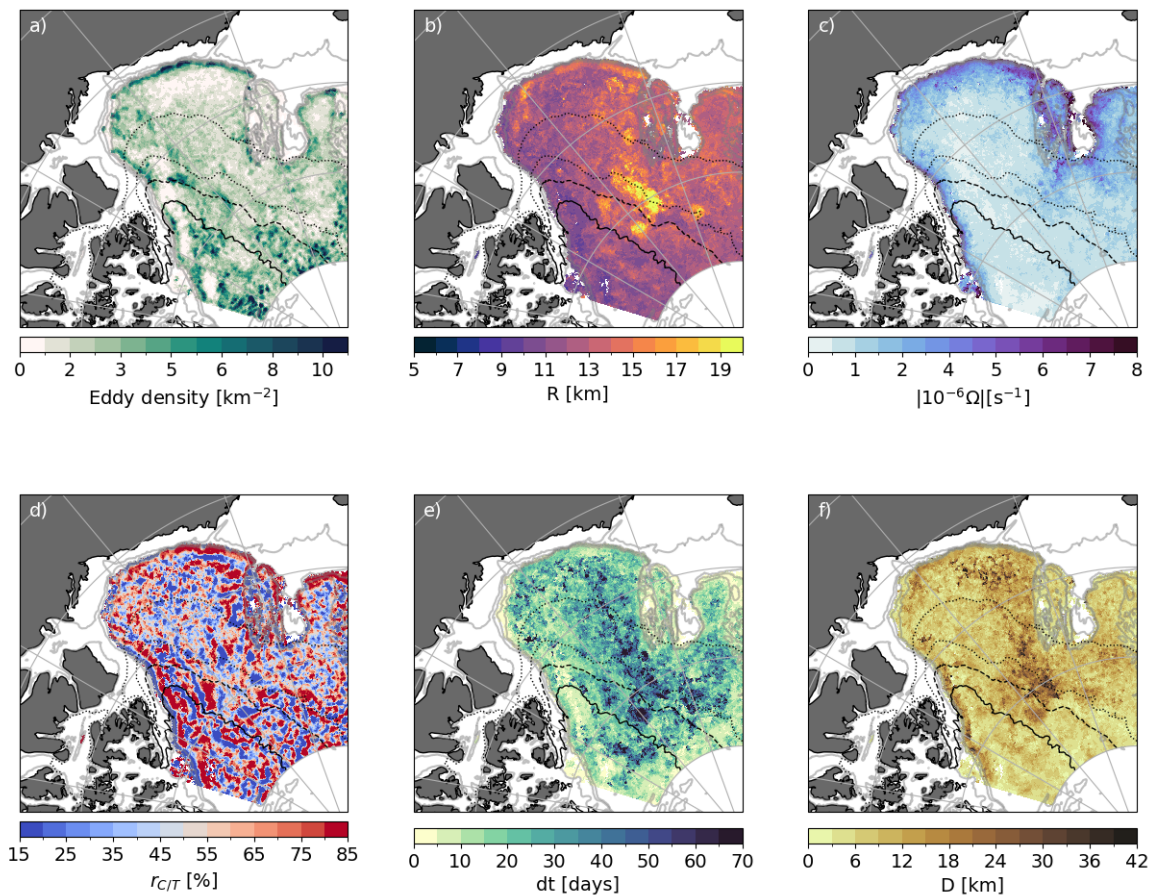 a) b) c)
0 2 3 5 6 8 10
Eddy density [km⁻²]
5 7 9 11 13 15 17 19
R [km]
0 1 2 4 5 6 7 8
|10⁻⁶Ω|[s⁻¹]
d) e) f)
15 25 35 45 55 65 75 85
r_{C/T} [%]
0 10 20 30 40 50 60 70
dt [days]
0 6 12 18 24 30 36 42
D [km]